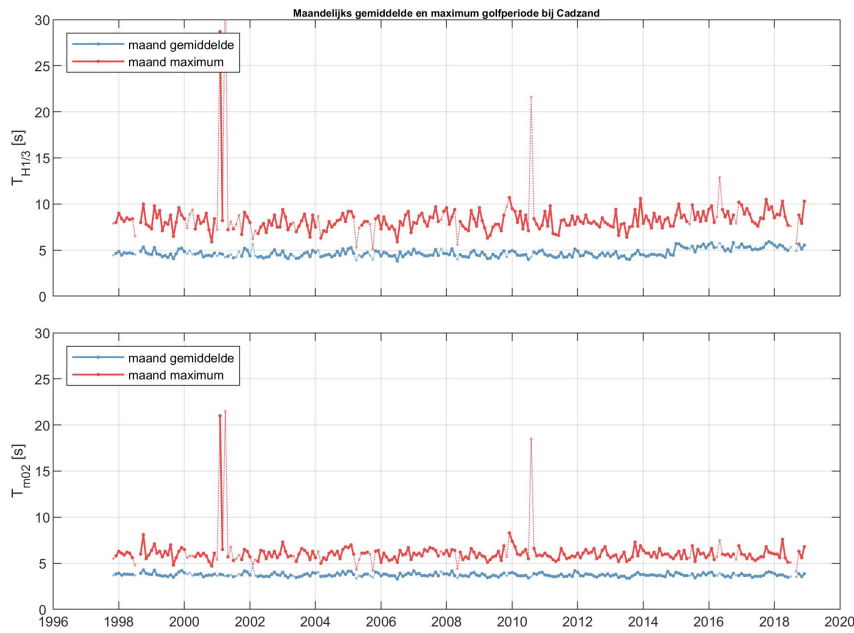 Maandelijks gemiddelde en maximum golfperiode bij Cadzand
30
25
20
15
10
5
0
T_H1/3 [s]
maand gemiddelde
maand maximum
30
25
20
15
10
5
0
T_m02 [s]
maand gemiddelde
maand maximum
1996 1998 2000 2002 2004 2006 2008 2010 2012 2014 2016 2018 2020